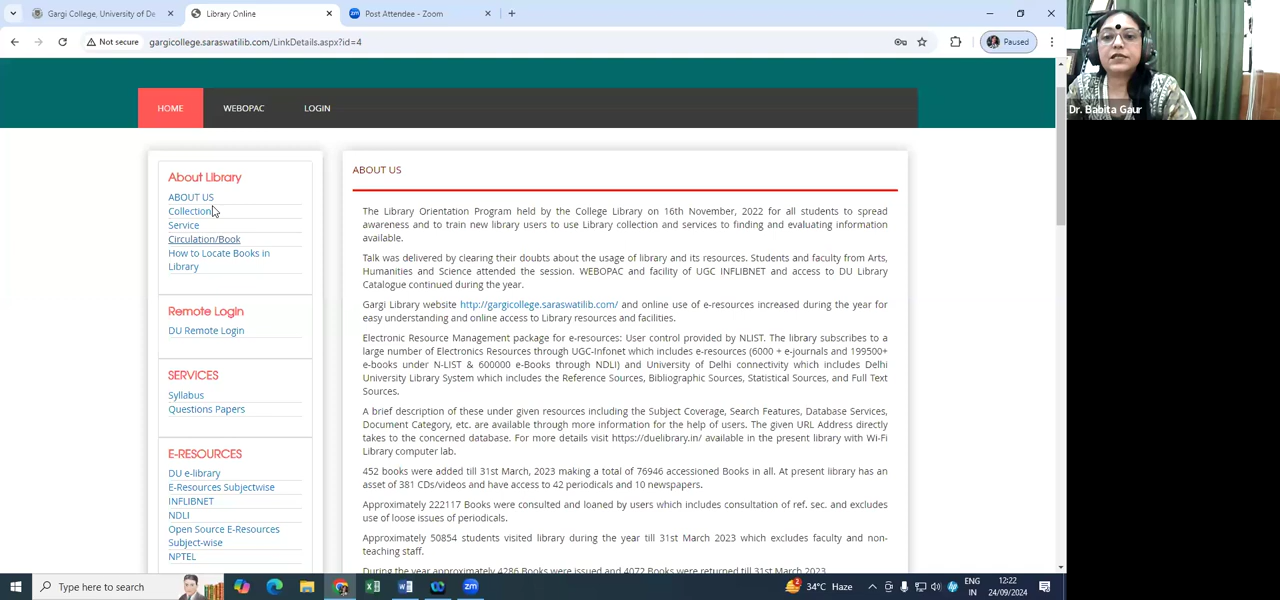 Gargi College, University of De
Library Online
Post Attendee - Zoom
Not secure
gargicollege.saraswatilib.com/LinkDetails.aspx?id=4
Paused
HOME
WEBOPAC
LOGIN
Dr. Babita Gaur
About Library
ABOUT US
Collection
Service
Circulation/Book
How to Locate Books in
Library
Remote Login
DU Remote Login
SERVICES
Syllabus
Questions Papers
E-RESOURCES
DU e-library
E-Resources Subjectwise
INFLIBNET
NDLI
Open Source E-Resources
Subject-wise
NPTEL
ABOUT US
The Library Orientation Program held by the College Library on 16th November, 2022 for all students to spread
awareness and to train new library users to use Library collection and services to finding and evaluating information
available.
Talk was delivered by clearing their doubts about the usage of library and its resources. Students and faculty from Arts,
Humanities and Science attended the session. WEBOPAC and facility of UGC INFLIBNET and access to DU Library
Catalogue continued during the year.
Gargi Library website http://gargicollege.saraswatilib.com/ and online use of e-resources increased during the year for
easy understanding and online access to Library resources and facilities.
Electronic Resource Management package for e-resources: User control provided by NLIST. The library subscribes to a
large number of Electronics Resources through UGC-Infonet which includes e-resources (6000 + e-journals and 199500+
e-books under N-LIST & 600000 e-Books through NDLI) and University of Delhi connectivity which includes Delhi
University Library System which includes the Reference Sources, Bibliographic Sources, Statistical Sources, and Full Text
Sources.
A brief description of these under given resources including the Subject Coverage, Search Features, Database Services,
Document Category, etc. are available through more information for the help of users. The given URL Address directly
takes to the concerned database. For more details visit https://duelibrary.in/ available in the present library with Wi-Fi
Library computer lab.
452 books were added till 31st March, 2023 making a total of 76946 accessioned Books in all. At present library has an
asset of 381 CDs/videos and have access to 42 periodicals and 10 newspapers.
Approximately 222117 Books were consulted and loaned by users which includes consultation of ref. sec. and excludes
use of loose issues of periodicals.
Approximately 50854 students visited library during the year till 31st March 2023 which excludes faculty and non-
teaching staff.
During the year approximately 4286 Books were issued and 4072 Books were returned till 31st March 2023.
Type here to search
34°C Haze
ENG
IN
12:22
24/09/2024